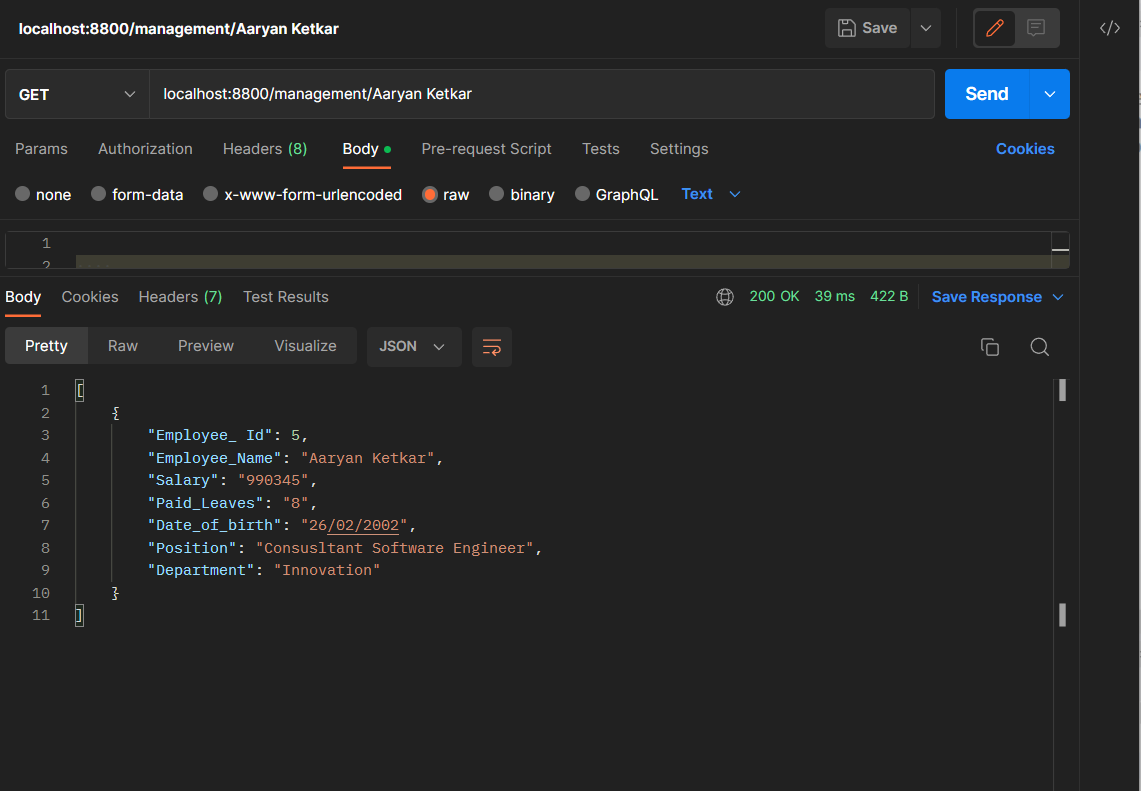 localhost:8800/management/Aaryan Ketkar
Save
GET
localhost:8800/management/Aaryan Ketkar
Send
Params Authorization Headers (8) Body Pre-request Script Tests Settings Cookies
none form-data x-www-form-urlencoded raw binary GraphQL Text
1
2
Body Cookies Headers (7) Test Results 200 OK 39 ms 422 B Save Response
Pretty Raw Preview Visualize JSON
1 [
2 {
3 "Employee_ Id": 5,
4 "Employee_Name": "Aaryan Ketkar",
5 "Salary": "990345",
6 "Paid_Leaves": "8",
7 "Date_of_birth": "26/02/2002",
8 "Position": "Consusltant Software Engineer",
9 "Department": "Innovation"
10 }
11 ]